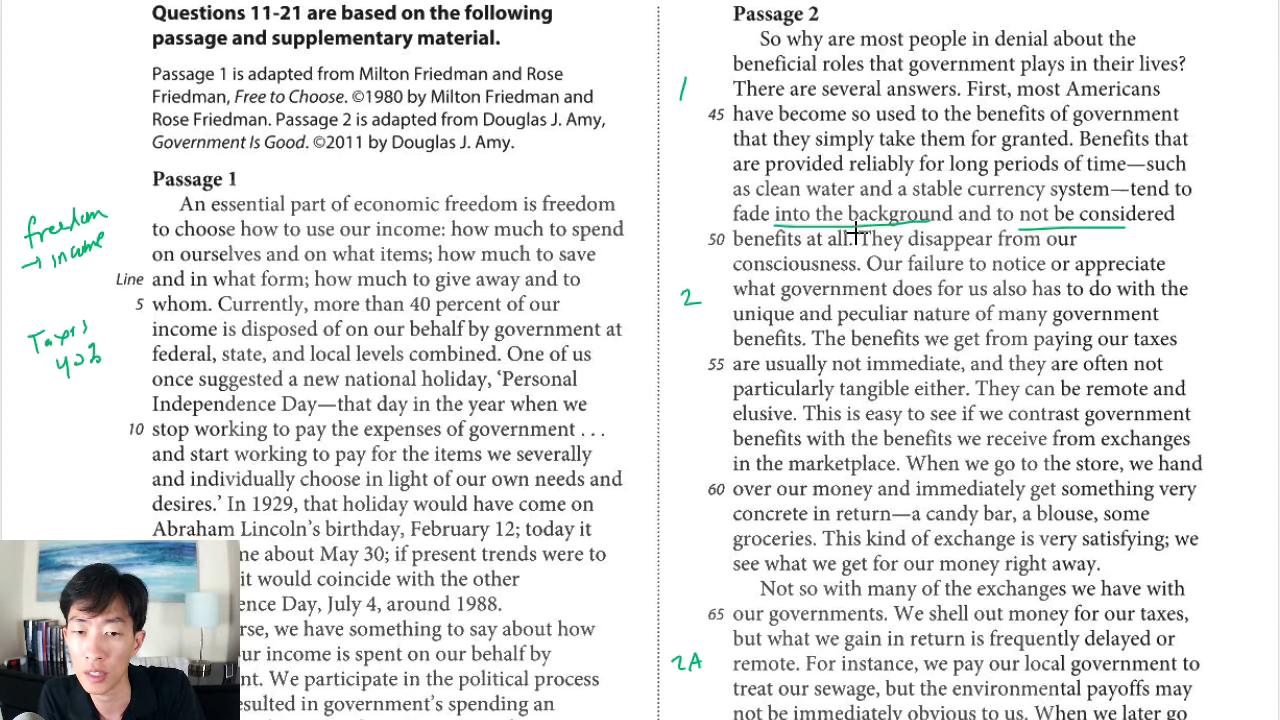 Questions 11-21 are based on the following
passage and supplementary material.
Passage 1 is adapted from Milton Friedman and Rose
Friedman, Free to Choose. ©1980 by Milton Friedman and
Rose Friedman. Passage 2 is adapted from Douglas J. Amy,
Government Is Good. ©2011 by Douglas J. Amy.
Passage 1
An essential part of economic freedom is freedom
to choose how to use our income: how much to spend
on ourselves and on what items; how much to save
Line and in what form; how much to give away and to
5 whom. Currently, more than 40 percent of our
income is disposed of on our behalf by government at
federal, state, and local levels combined. One of us
once suggested a new national holiday, ‘Personal
Independence Day—that day in the year when we
10 stop working to pay the expenses of government . . .
and start working to pay for the items we severally
and individually choose in light of our own needs and
desires.’ In 1929, that holiday would have come on
Abraham Lincoln’s birthday, February 12; today it
me about May 30; if present trends were to
it would coincide with the other
ence Day, July 4, around 1988.
rse, we have something to say about how
ur income is spent on our behalf by
nt. We participate in the political process
esulted in government’s spending an
freedom
→ income
Taxes
40%
Passage 2
So why are most people in denial about the
beneficial roles that government plays in their lives?
1 There are several answers. First, most Americans
45 have become so used to the benefits of government
that they simply take them for granted. Benefits that
are provided reliably for long periods of time—such
as clean water and a stable currency system—tend to
fade into the background and to not be considered
50 benefits at all. They disappear from our
consciousness. Our failure to notice or appreciate
2 what government does for us also has to do with the
unique and peculiar nature of many government
benefits. The benefits we get from paying our taxes
55 are usually not immediate, and they are often not
particularly tangible either. They can be remote and
elusive. This is easy to see if we contrast government
benefits with the benefits we receive from exchanges
in the marketplace. When we go to the store, we hand
60 over our money and immediately get something very
concrete in return—a candy bar, a blouse, some
groceries. This kind of exchange is very satisfying; we
see what we get for our money right away.
Not so with many of the exchanges we have with
65 our governments. We shell out money for our taxes,
but what we gain in return is frequently delayed or
2A remote. For instance, we pay our local government to
treat our sewage, but the environmental payoffs may
not be immediately obvious to us. When we later go